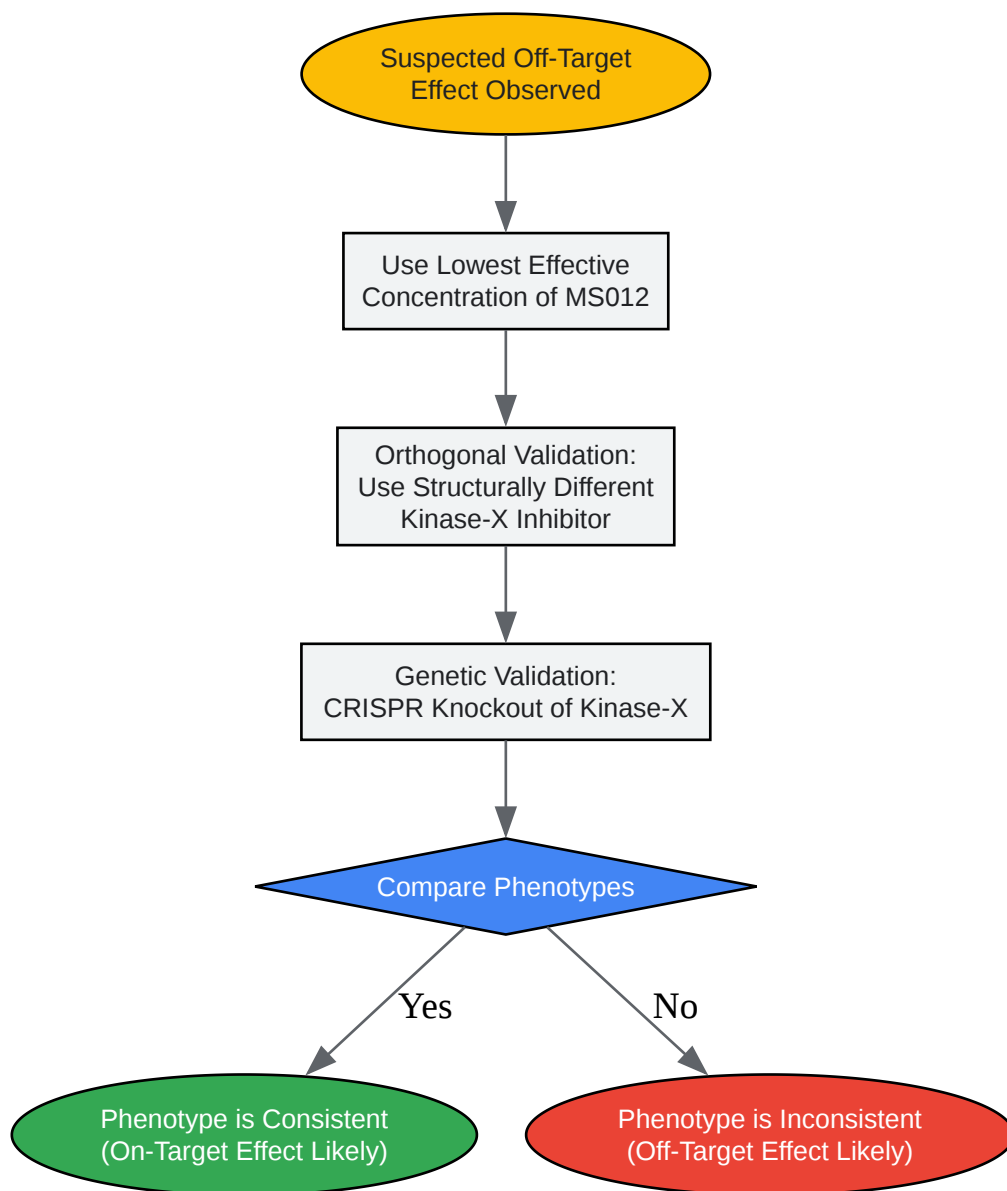 Suspected Off-Target
Effect Observed
Use Lowest Effective
Concentration of MS012
Orthogonal Validation:
Use Structurally Different
Kinase-X Inhibitor
Genetic Validation:
CRISPR Knockout of Kinase-X
Compare Phenotypes
Yes
No
Phenotype is Consistent
(On-Target Effect Likely)
Phenotype is Inconsistent
(Off-Target Effect Likely)